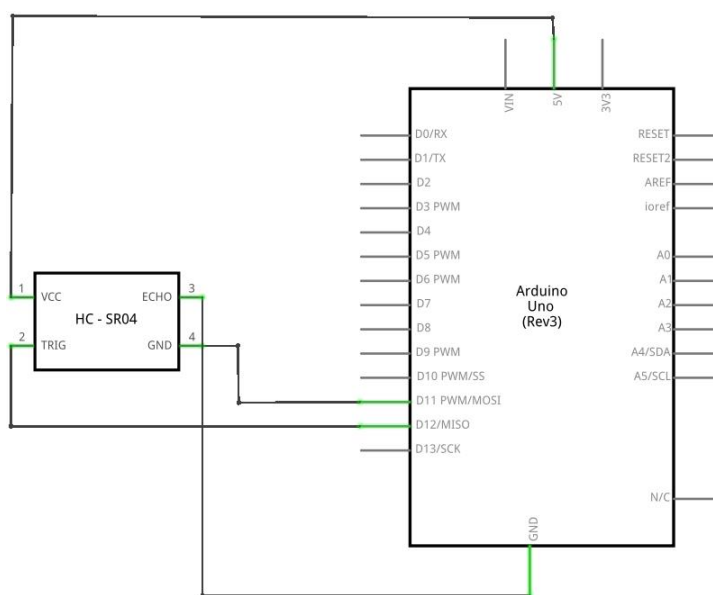 VIN
5V
3V3
D0/RX
RESET
D1/TX
RESET2
D2
AREF
D3 PWM
ioref
D4
D5 PWM
A0
D6 PWM
A1
D7
A2
D8
A3
D9 PWM
A4/SDA
D10 PWM/SS
A5/SCL
D11 PWM/MOSI
D12/MISO
D13/SCK
N/C
GND
Arduino
Uno
(Rev3)
1
VCC
ECHO
3
HC - SR04
2
TRIG
GND
4